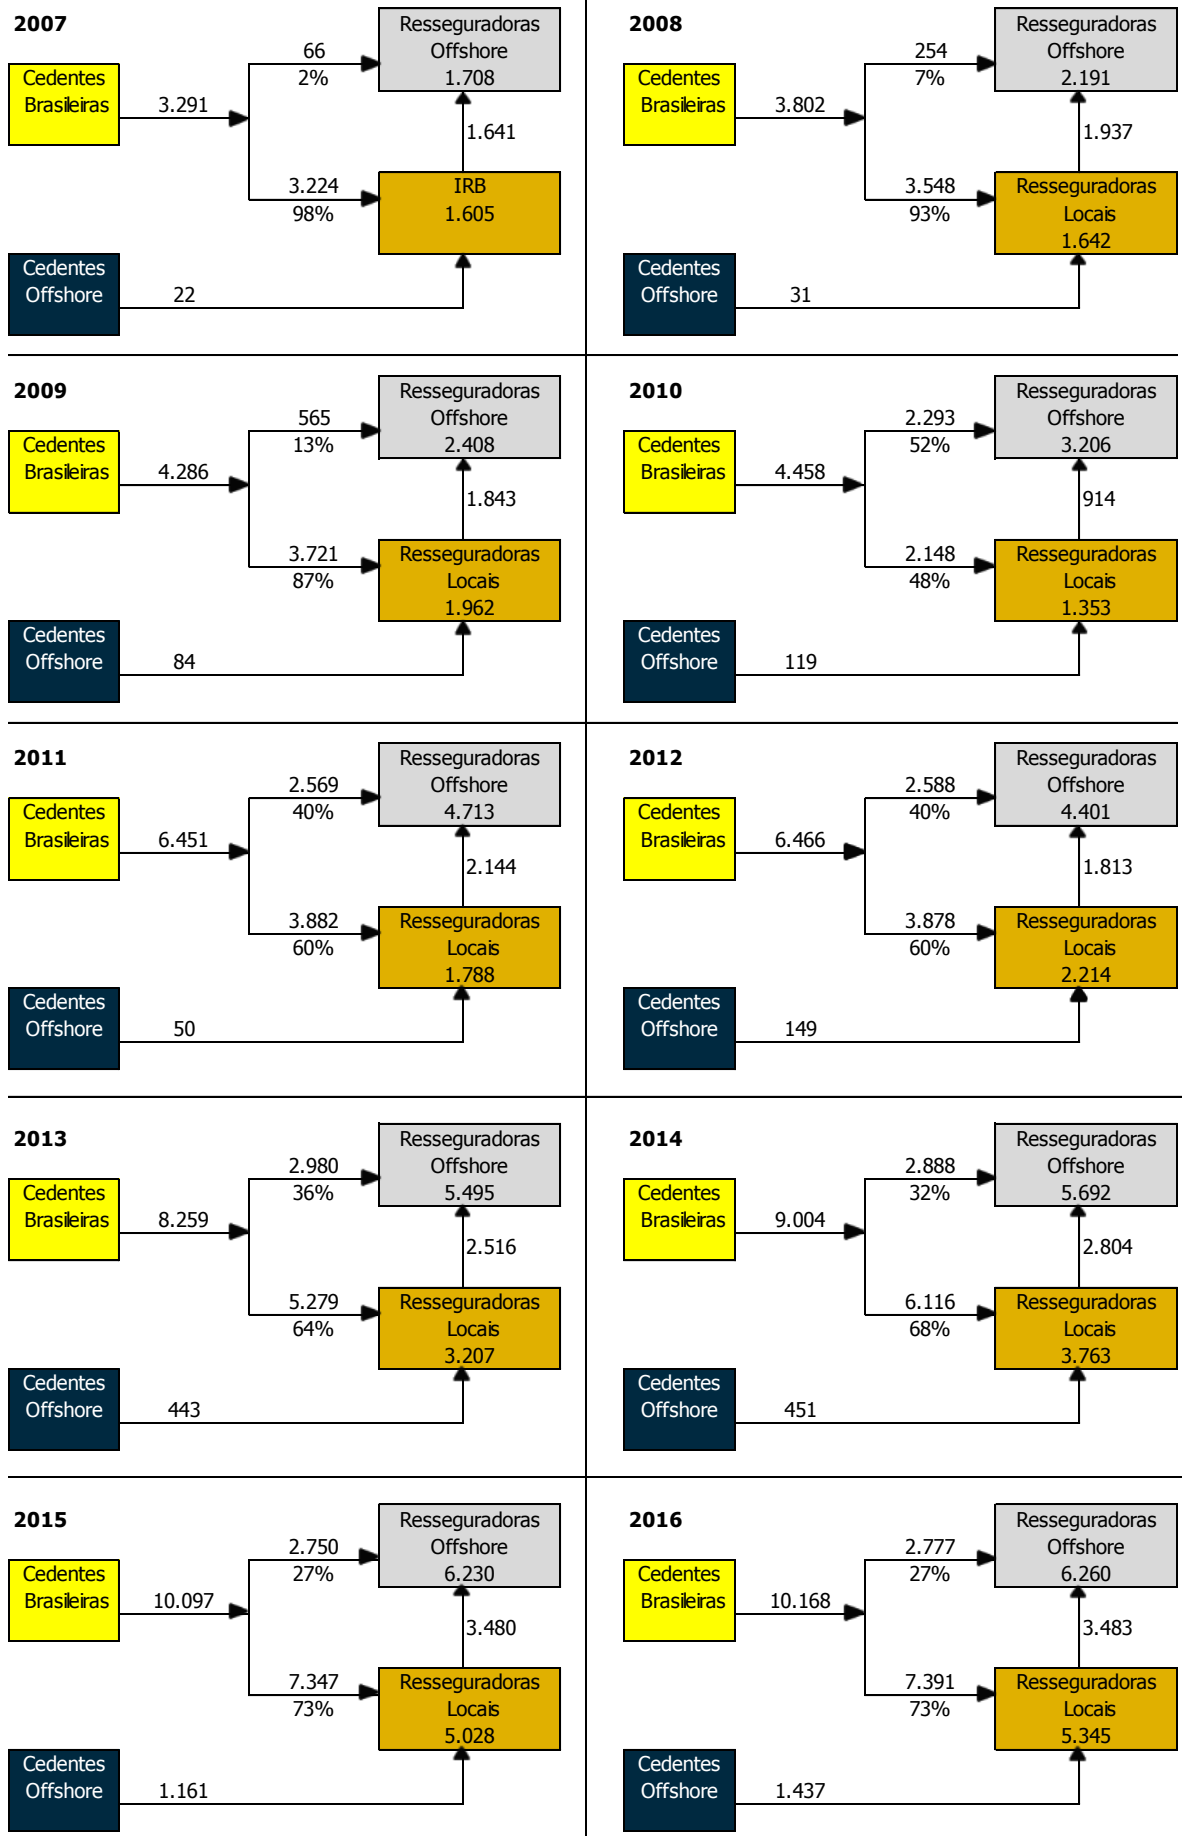 2007
Cedentes
Brasileiras
3.291
66
2%
Resseguradoras
Offshore
1.708
1.641
3.224
98%
IRB
1.605
Cedentes
Offshore
22
2008
Cedentes
Brasileiras
3.802
254
7%
Resseguradoras
Offshore
2.191
1.937
3.548
93%
Resseguradoras
Locais
1.642
Cedentes
Offshore
31
2009
Cedentes
Brasileiras
4.286
565
13%
Resseguradoras
Offshore
2.408
1.843
3.721
87%
Resseguradoras
Locais
1.962
Cedentes
Offshore
84
2010
Cedentes
Brasileiras
4.458
2.293
52%
Resseguradoras
Offshore
3.206
914
2.148
48%
Resseguradoras
Locais
1.353
Cedentes
Offshore
119
2011
Cedentes
Brasileiras
6.451
2.569
40%
Resseguradoras
Offshore
4.713
2.144
3.882
60%
Resseguradoras
Locais
1.788
Cedentes
Offshore
50
2012
Cedentes
Brasileiras
6.466
2.588
40%
Resseguradoras
Offshore
4.401
1.813
3.878
60%
Resseguradoras
Locais
2.214
Cedentes
Offshore
149
2013
Cedentes
Brasileiras
8.259
2.980
36%
Resseguradoras
Offshore
5.495
2.516
5.279
64%
Resseguradoras
Locais
3.207
Cedentes
Offshore
443
2014
Cedentes
Brasileiras
9.004
2.888
32%
Resseguradoras
Offshore
5.692
2.804
6.116
68%
Resseguradoras
Locais
3.763
Cedentes
Offshore
451
2015
Cedentes
Brasileiras
10.097
2.750
27%
Resseguradoras
Offshore
6.230
3.480
7.347
73%
Resseguradoras
Locais
5.028
Cedentes
Offshore
1.161
2016
Cedentes
Brasileiras
10.168
2.777
27%
Resseguradoras
Offshore
6.260
3.483
7.391
73%
Resseguradoras
Locais
5.345
Cedentes
Offshore
1.437